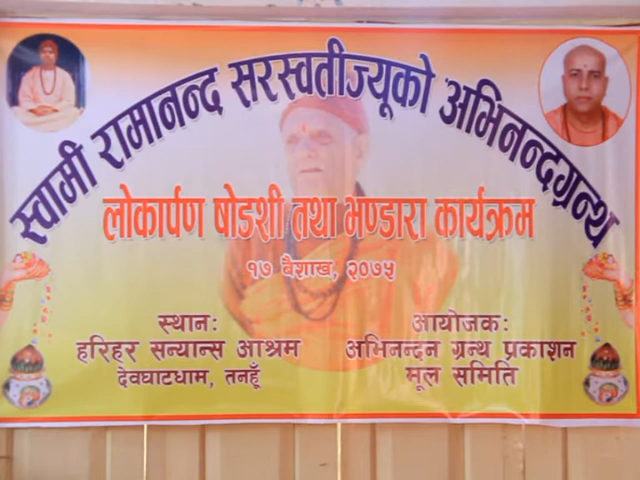 स्वामी रामानन्द सरस्वतीज्यूको अभिनन्दग्रन्थ
लोकार्पण षोडशी तथा भण्डारा कार्यक्रम
१७ वैशाख, २०७५
स्थान:
हरिहर सन्यान्स आश्रम
देवघाटधाम, तनहूँ
आयोजक:
अभिनन्दन ग्रन्थ प्रकाशन
मूल समिति